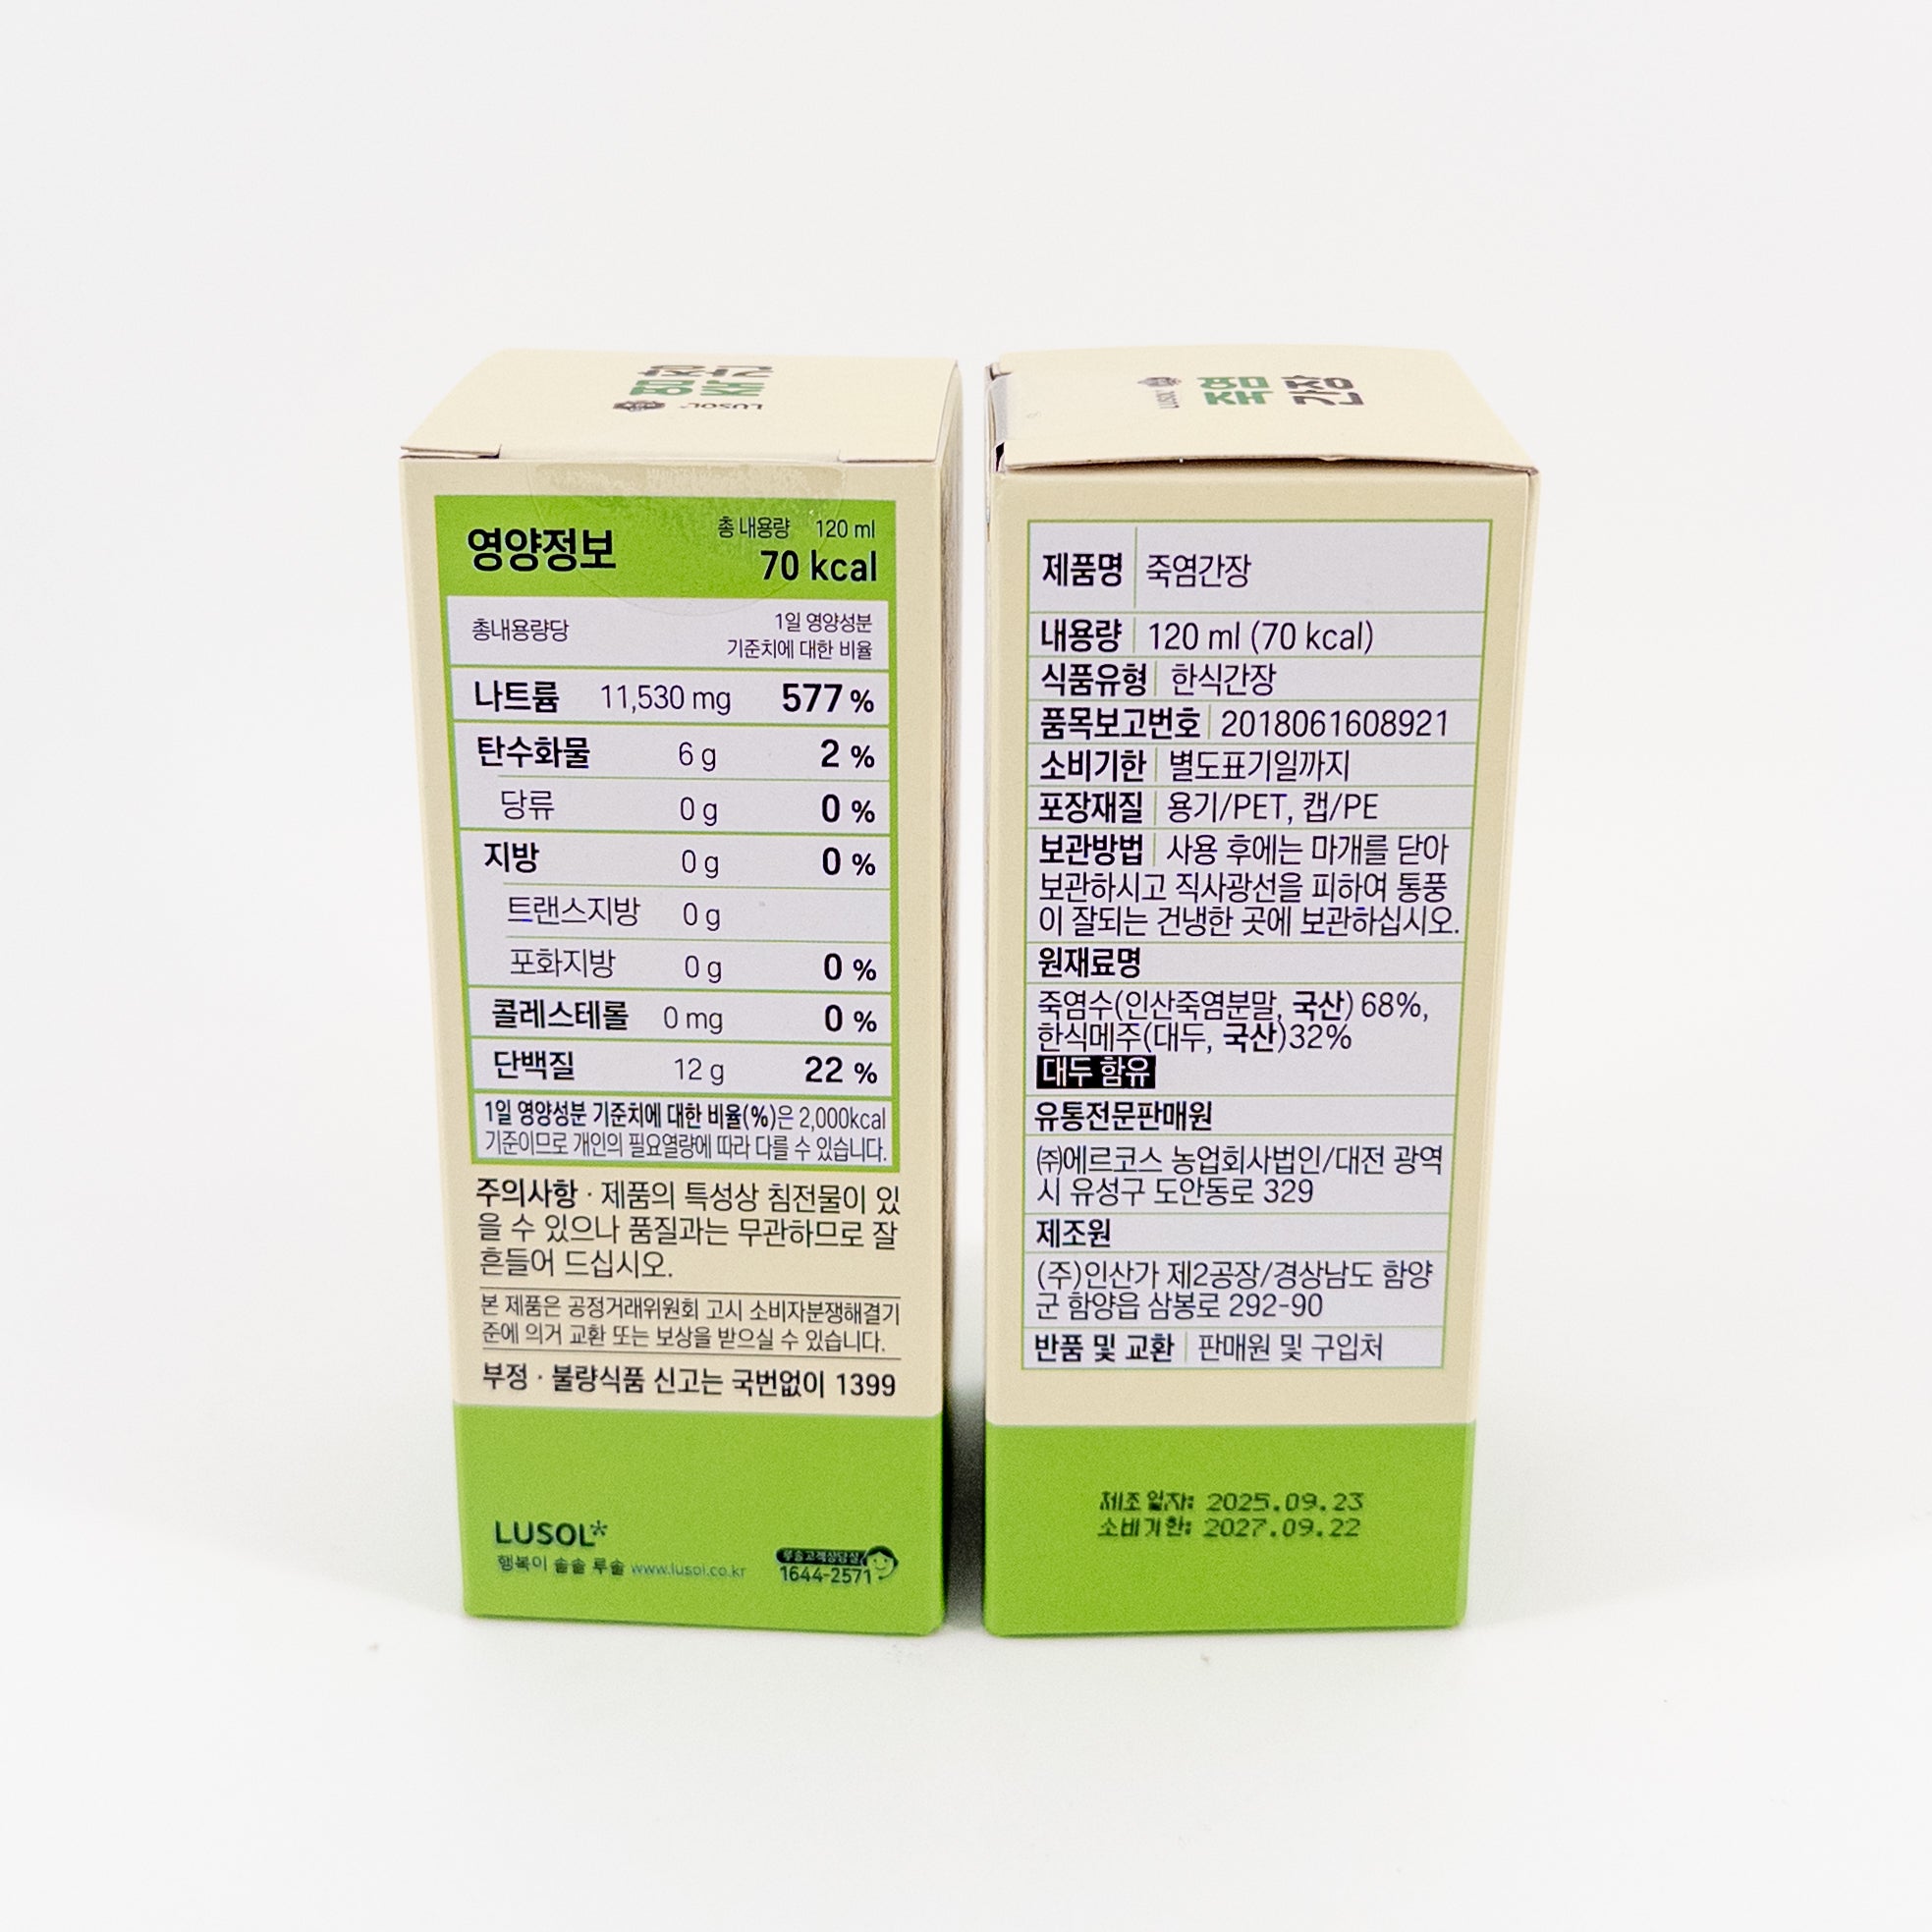 LUSOL
죽염
간장
영양정보
총 내용량 120 ml
70 kcal
총내용량당
1일 영양성분
기준치에 대한 비율
나트륨 11,530 mg 577 %
탄수화물 6 g 2 %
당류 0 g 0 %
지방 0 g 0 %
트랜스지방 0 g
포화지방 0 g 0 %
콜레스테롤 0 mg 0 %
단백질 12 g 22 %
1일 영양성분 기준치에 대한 비율(%)은 2,000kcal
기준이므로 개인의 필요열량에 따라 다를 수 있습니다.
주의사항 · 제품의 특성상 침전물이 있
을 수 있으나 품질과는 무관하므로 잘
흔들어 드십시오.
본 제품은 공정거래위원회 고시 소비자분쟁해결기
준에 의거 교환 또는 보상을 받으실 수 있습니다.
부정 · 불량식품 신고는 국번없이 1399
LUSOL*
행복이 솔솔 루솔 www.lusol.co.kr
루솔고객상담실
1644-2571
LUSOL
죽염
간장
제품명 죽염간장
내용량 120 ml (70 kcal)
식품유형 한식간장
품목보고번호 2018061608921
소비기한 별도표기일까지
포장재질 용기/PET, 캡/PE
보관방법 사용 후에는 마개를 닫아
보관하시고 직사광선을 피하여 통풍
이 잘되는 건냉한 곳에 보관하십시오.
원재료명
죽염수(인산죽염분말, 국산) 68%,
한식메주(대두, 국산)32%
대두 함유
유통전문판매원
㈜에르코스 농업회사법인/대전 광역
시 유성구 도안동로 329
제조원
(주)인산가 제2공장/경상남도 함양
군 함양읍 삼봉로 292-90
반품 및 교환 판매원 및 구입처
제조일자: 2025.09.23
소비기한: 2027.09.22